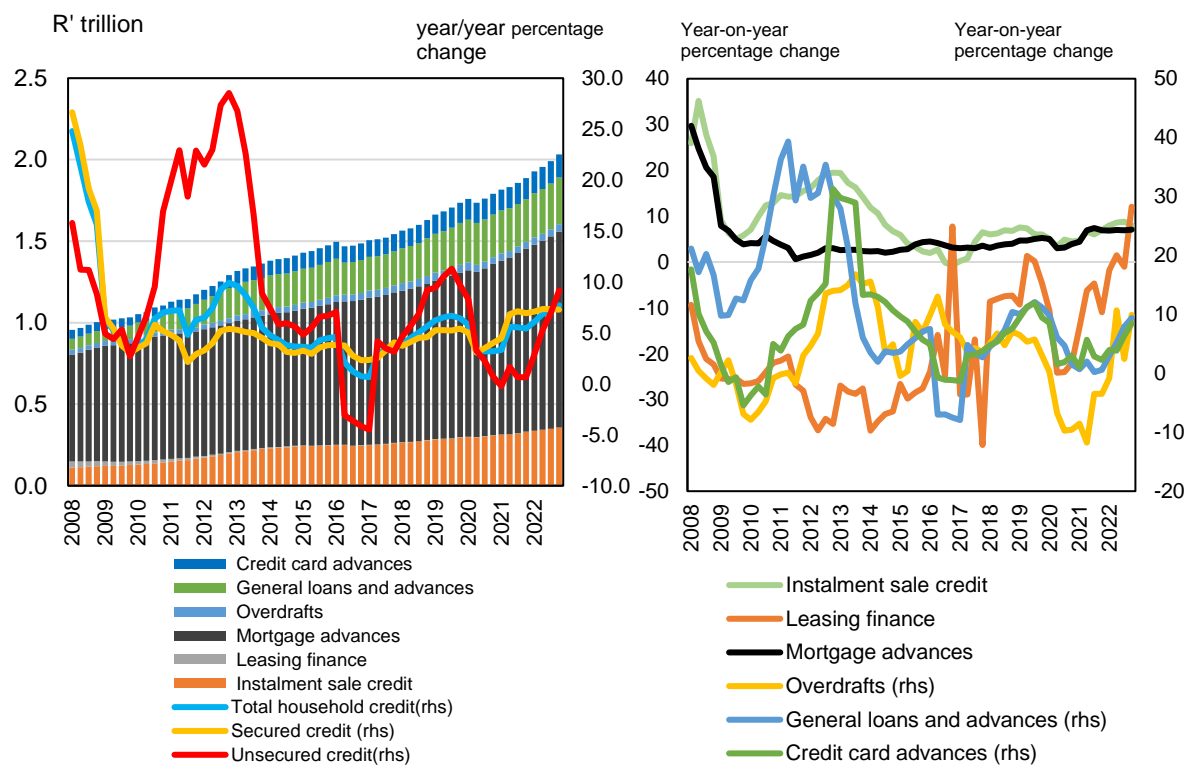 R' trillion
year/year percentage
change
2.5
2.0
1.5
1.0
0.5
0.0
30.0
25.0
20.0
15.0
10.0
5.0
0.0
-5.0
-10.0
2008
2009
2010
2011
2012
2013
2014
2015
2016
2017
2018
2019
2020
2021
2022
Credit card advances
General loans and advances
Overdrafts
Mortgage advances
Leasing finance
Instalment sale credit
Total household credit(rhs)
Secured credit (rhs)
Unsecured credit(rhs)
Year-on-year
percentage change
Year-on-year
percentage change
40
30
20
10
0
-10
-20
-30
-40
-50
50
40
30
20
10
0
-10
-20
2008
2009
2010
2011
2012
2013
2014
2015
2016
2017
2018
2019
2020
2021
2022
Instalment sale credit
Leasing finance
Mortgage advances
Overdrafts (rhs)
General loans and advances (rhs)
Credit card advances (rhs)